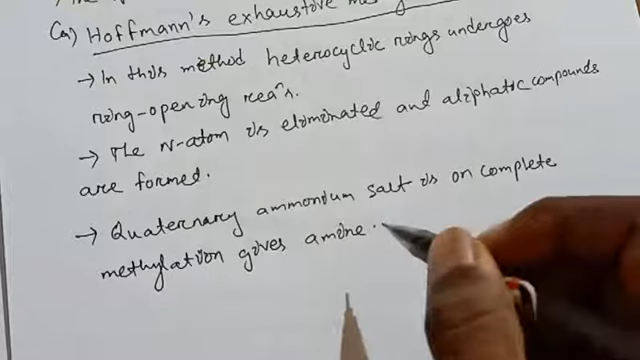 (a) Hoffmann's exhaustive
→ In this method heterocyclic rings undergoes
ring-opening reaⁿs.
→ The N-atom is eliminated and aliphatic compounds
are formed.
→ Quaternary ammonium salt is on complete
methylation gives amine.